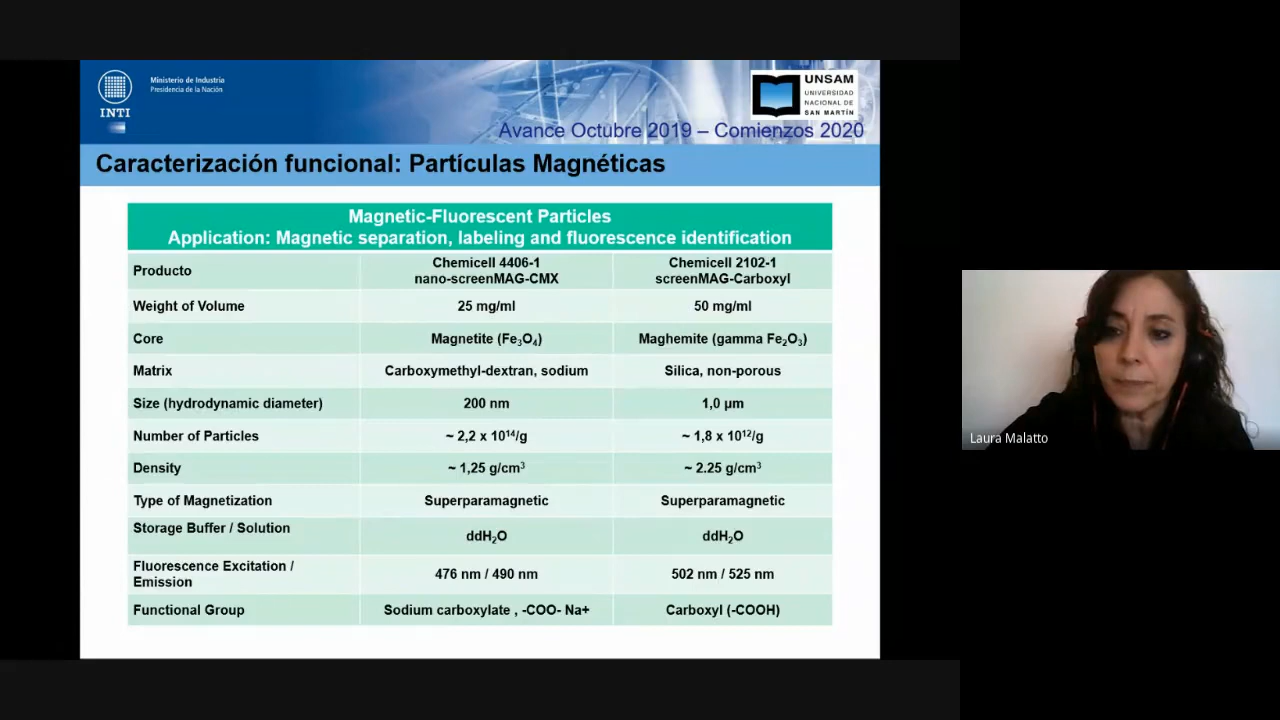 Ministerio de Industria
Presidencia de la Nación
INTI
UNSAM
UNIVERSIDAD
NACIONAL DE
SAN MARTÍN
Avance Octubre 2019 – Comienzos 2020
Caracterización funcional: Partículas Magnéticas
Magnetic-Fluorescent Particles
Application: Magnetic separation, labeling and fluorescence identification
Producto
Chemicell 4406-1
nano-screenMAG-CMX
Chemicell 2102-1
screenMAG-Carboxyl
Weight of Volume
25 mg/ml
50 mg/ml
Core
Magnetite (Fe₃O₄)
Maghemite (gamma Fe₂O₃)
Matrix
Carboxymethyl-dextran, sodium
Silica, non-porous
Size (hydrodynamic diameter)
200 nm
1,0 µm
Number of Particles
~ 2,2 x 10¹⁴/g
~ 1,8 x 10¹²/g
Density
~ 1,25 g/cm³
~ 2.25 g/cm³
Type of Magnetization
Superparamagnetic
Superparamagnetic
Storage Buffer / Solution
ddH₂O
ddH₂O
Fluorescence Excitation /
Emission
476 nm / 490 nm
502 nm / 525 nm
Functional Group
Sodium carboxylate , -COO- Na+
Carboxyl (-COOH)
Laura Malatto